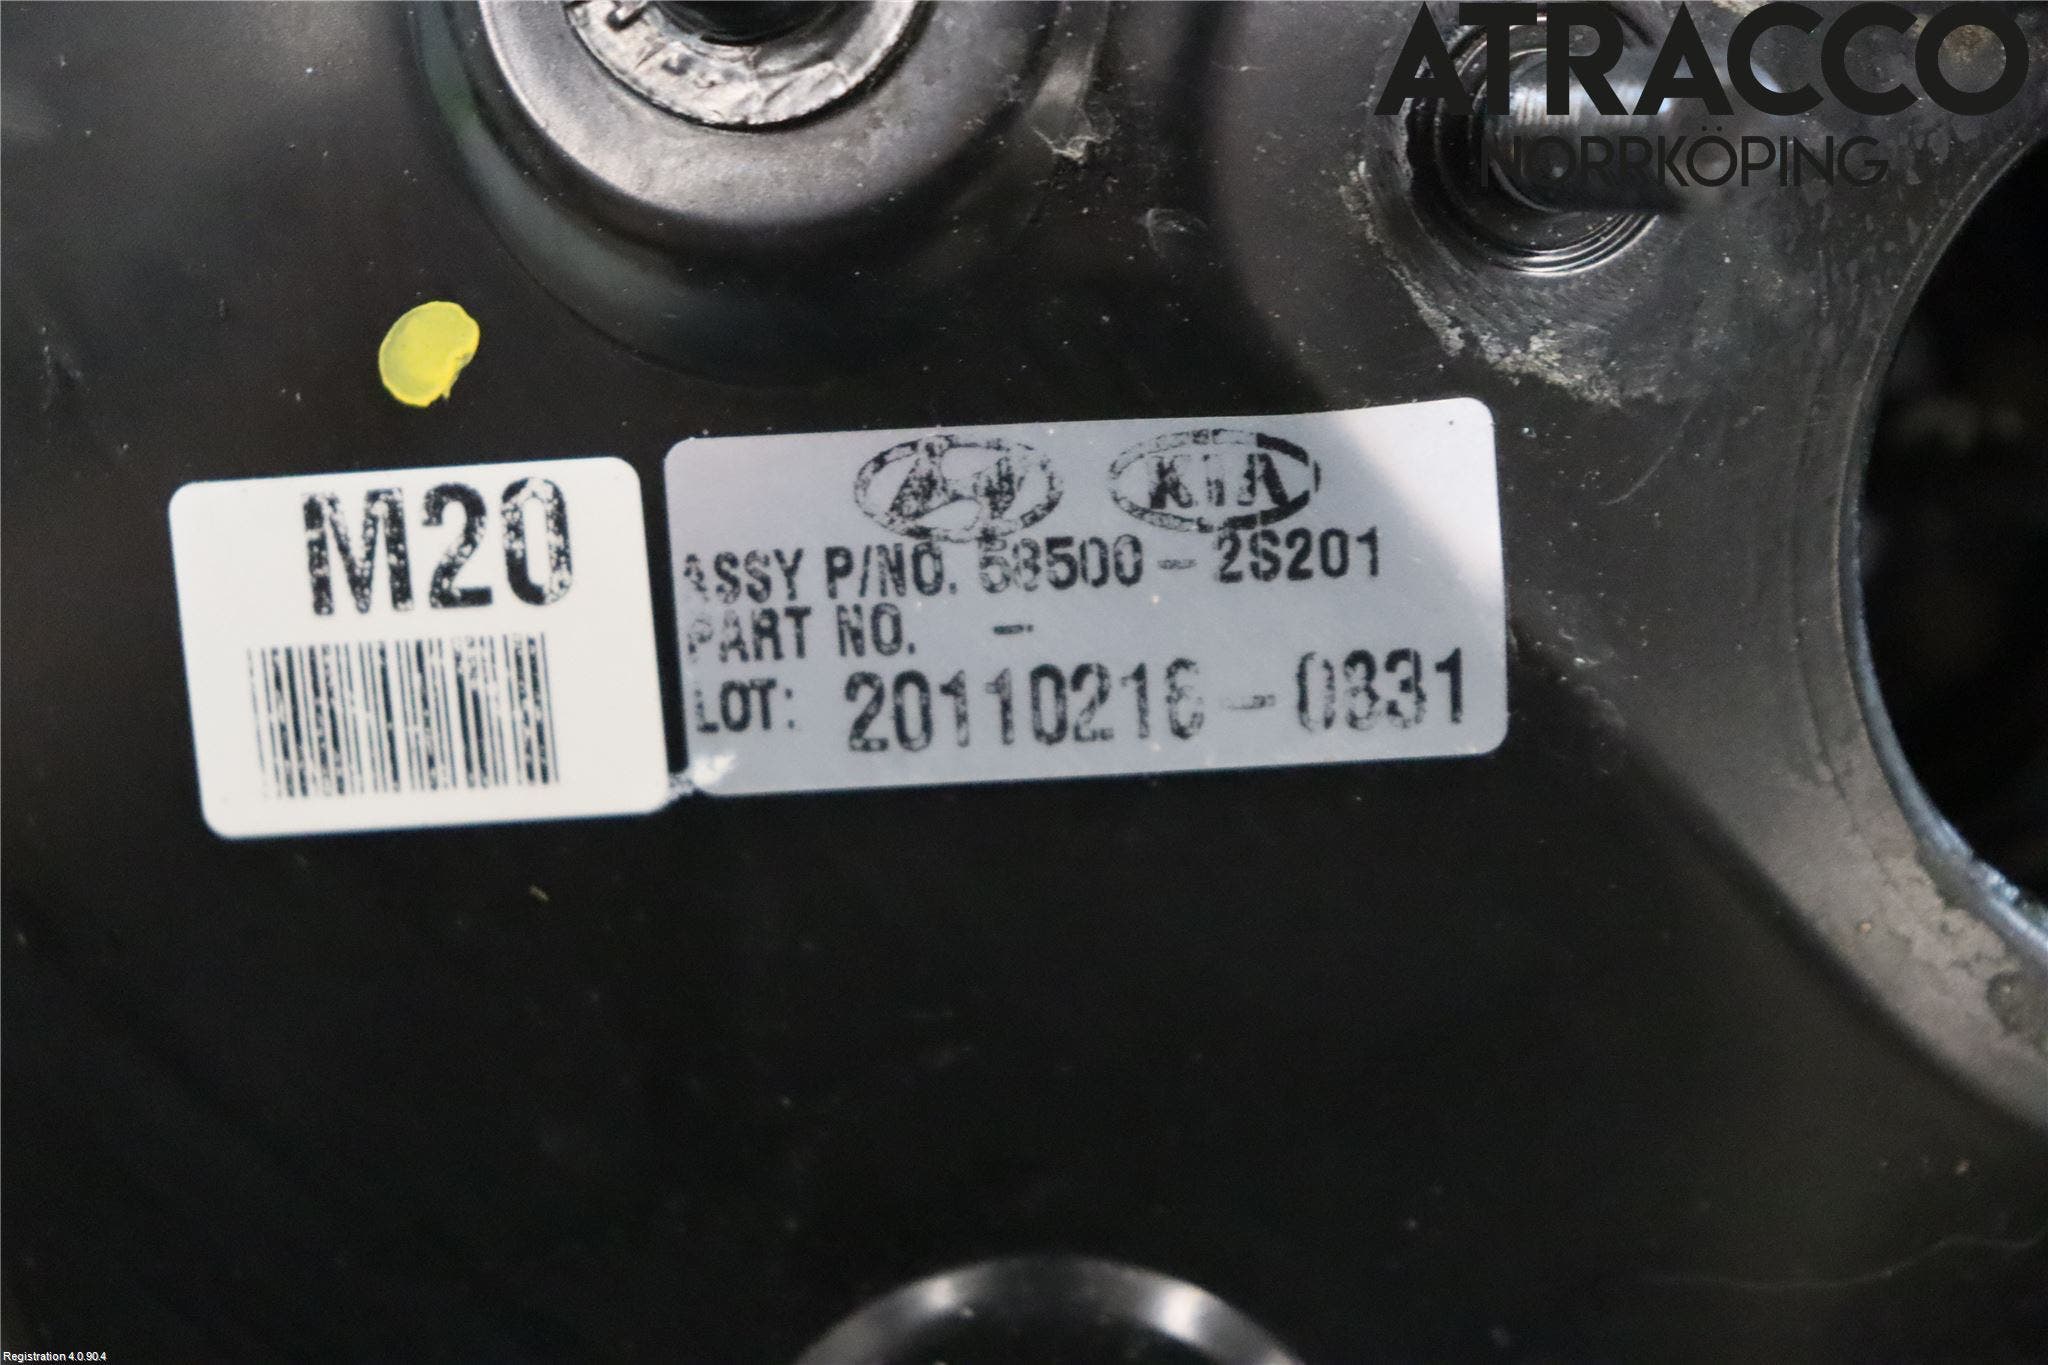 ATRACCO
NORRKÖPING
M20
KIA
ASSY P/NO. 58500-2S201
PART NO. -
LOT: 20110216-0331
Registration 4.0.90.4